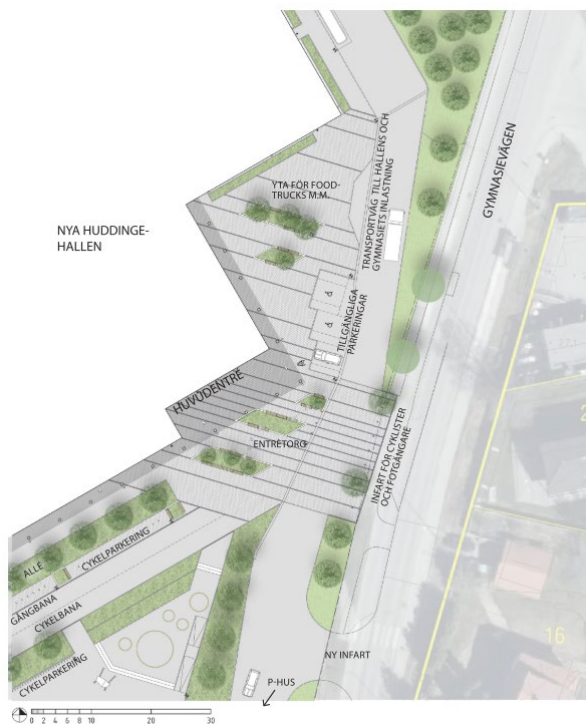 GYMNASIEVÄGEN
TRANSPORTVÄG TILL HALLENS OCH
GYMNASIETS INLASTNING
YTA FÖR FOOD-
TRUCKS M.M.
NYA HUDDINGE-
HALLEN
TILLGÄNGLIGA
PARKERINGAR
HUVUDENTRÉ
ENTRÉTORG
INFART FÖR CYKLISTER
OCH FOTGÄNGARE
ALLÉ
CYKELPARKERING
GÅNGBANA
CYKELBANA
CYKELPARKERING
NY INFART
P-HUS
16
0 2 4 6 8 10 20 30